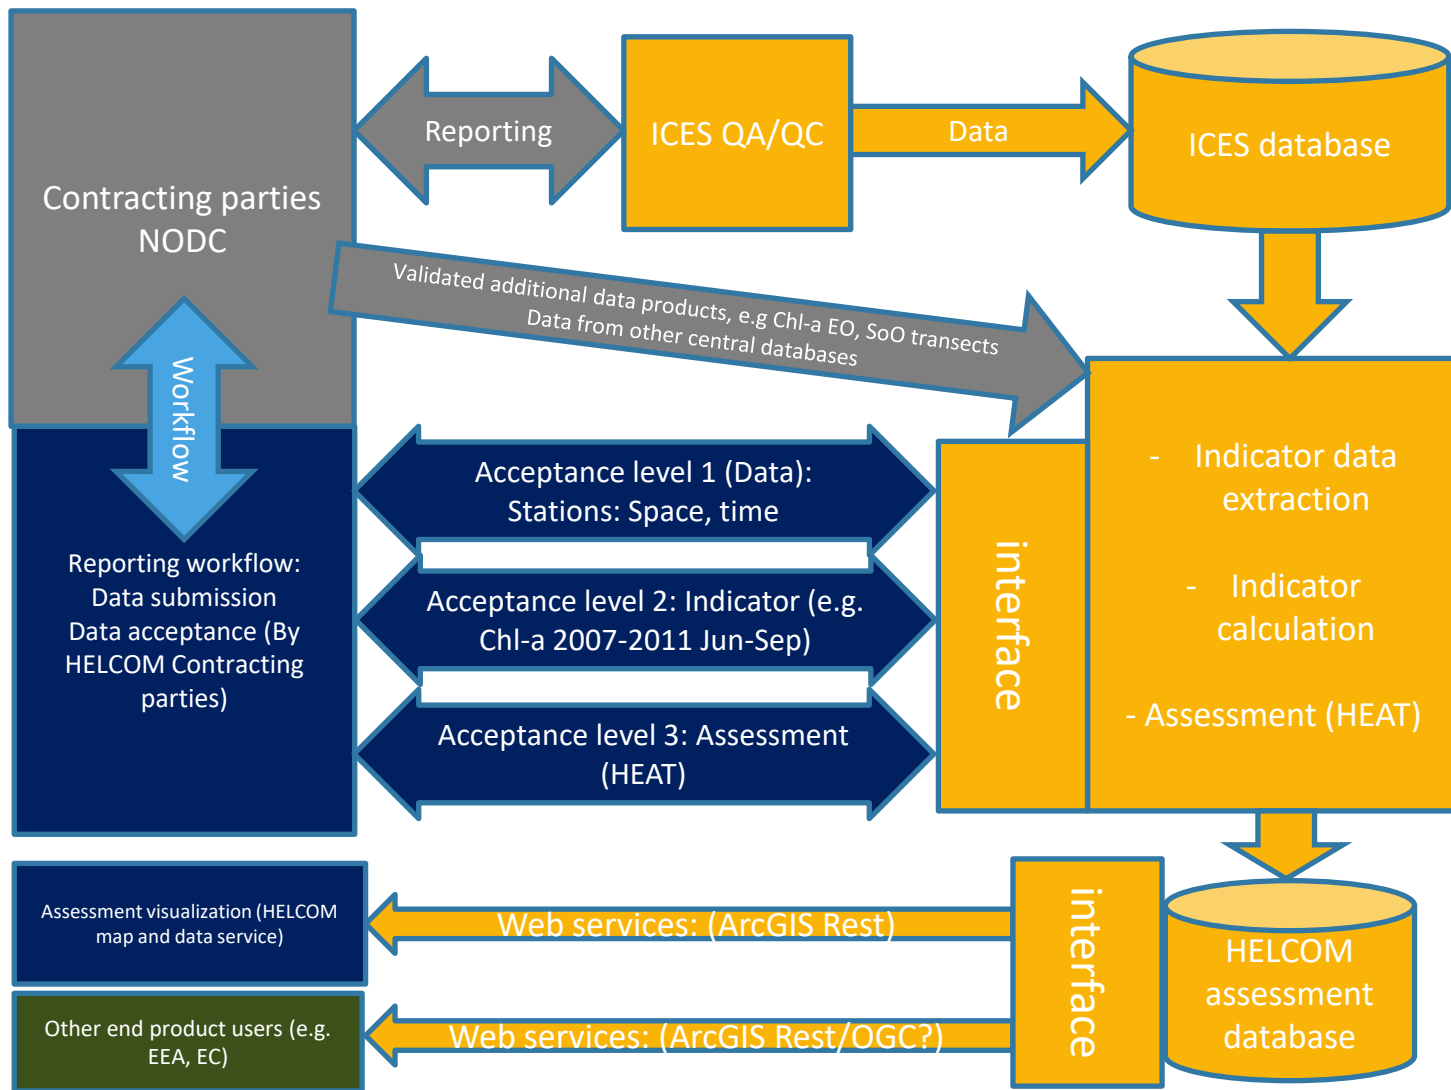 Contracting parties
NODC
Reporting
ICES QA/QC
Data
ICES database
Validated additional data products, e.g Chl-a EO, SoO transects
Data from other central databases
Workflow
Reporting workflow:
Data submission
Data acceptance (By
HELCOM Contracting
parties)
Acceptance level 1 (Data):
Stations: Space, time
Acceptance level 2: Indicator (e.g.
Chl-a 2007-2011 Jun-Sep)
Acceptance level 3: Assessment
(HEAT)
interface
- Indicator data
extraction
- Indicator
calculation
- Assessment (HEAT)
Assessment visualization (HELCOM
map and data service)
Web services: (ArcGIS Rest)
Other end product users (e.g.
EEA, EC)
Web services: (ArcGIS Rest/OGC?)
interface
HELCOM
assessment
database